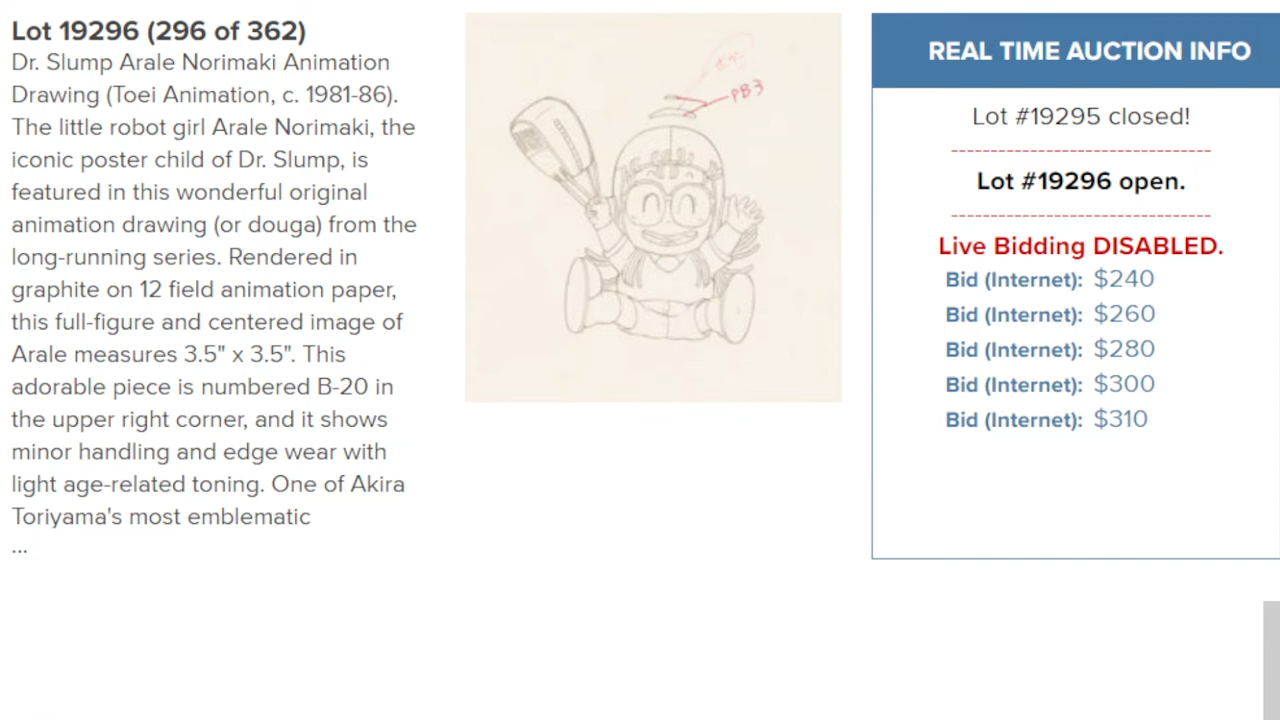 Lot 19296 (296 of 362)
Dr. Slump Arale Norimaki Animation
Drawing (Toei Animation, c. 1981-86).
The little robot girl Arale Norimaki, the
iconic poster child of Dr. Slump, is
featured in this wonderful original
animation drawing (or douga) from the
long-running series. Rendered in
graphite on 12 field animation paper,
this full-figure and centered image of
Arale measures 3.5" x 3.5". This
adorable piece is numbered B-20 in
the upper right corner, and it shows
minor handling and edge wear with
light age-related toning. One of Akira
Toriyama's most emblematic
...
PB3
REAL TIME AUCTION INFO
Lot #19295 closed!
--------------------------------
Lot #19296 open.
--------------------------------
Live Bidding DISABLED.
Bid (Internet): $240
Bid (Internet): $260
Bid (Internet): $280
Bid (Internet): $300
Bid (Internet): $310